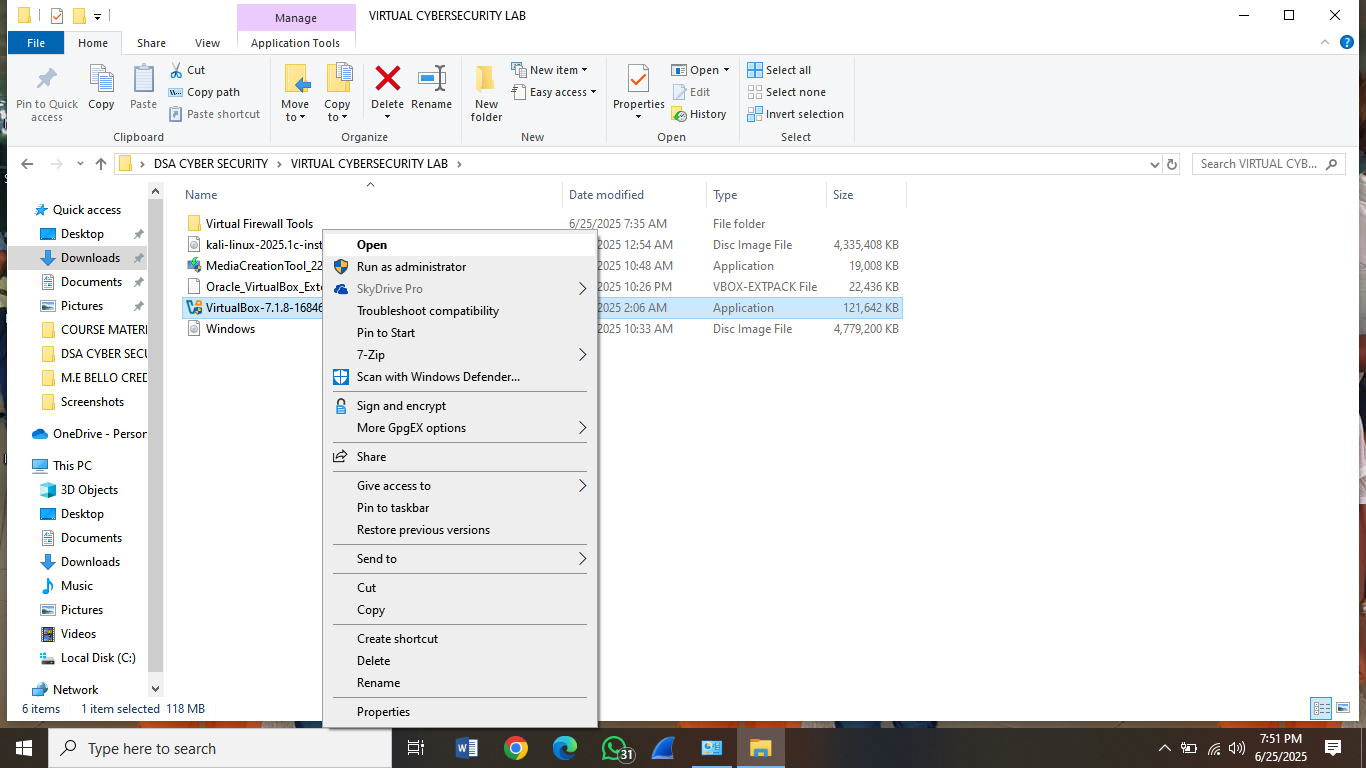 Manage
VIRTUAL CYBERSECURITY LAB
File
Home
Share
View
Application Tools
Pin to Quick access
Copy
Paste
Cut
Copy path
Paste shortcut
Clipboard
Move to
Copy to
Delete
Rename
Organize
New folder
New item
Easy access
New
Properties
Open
Edit
History
Open
Select all
Select none
Invert selection
Select
DSA CYBER SECURITY
VIRTUAL CYBERSECURITY LAB
Search VIRTUAL CYB...
Name
Date modified
Type
Size
Virtual Firewall Tools
6/25/2025 7:35 AM
File folder
kali-linux-2025.1c-inst
2025 12:54 AM
Disc Image File
4,335,408 KB
MediaCreationTool_22
2025 10:48 AM
Application
19,008 KB
Oracle_VirtualBox_Exte
2025 10:26 PM
VBOX-EXTPACK File
22,436 KB
VirtualBox-7.1.8-16846
2025 2:06 AM
Application
121,642 KB
Windows
2025 10:33 AM
Disc Image File
4,779,200 KB
Quick access
Desktop
Downloads
Documents
Pictures
COURSE MATERI
DSA CYBER SECU
M.E BELLO CRED
Screenshots
OneDrive - Person
This PC
3D Objects
Desktop
Documents
Downloads
Music
Pictures
Videos
Local Disk (C:)
Network
Open
Run as administrator
SkyDrive Pro
Troubleshoot compatibility
Pin to Start
7-Zip
Scan with Windows Defender...
Sign and encrypt
More GpgEX options
Share
Give access to
Pin to taskbar
Restore previous versions
Send to
Cut
Copy
Create shortcut
Delete
Rename
Properties
6 items
1 item selected 118 MB
Type here to search
31
7:51 PM
6/25/2025